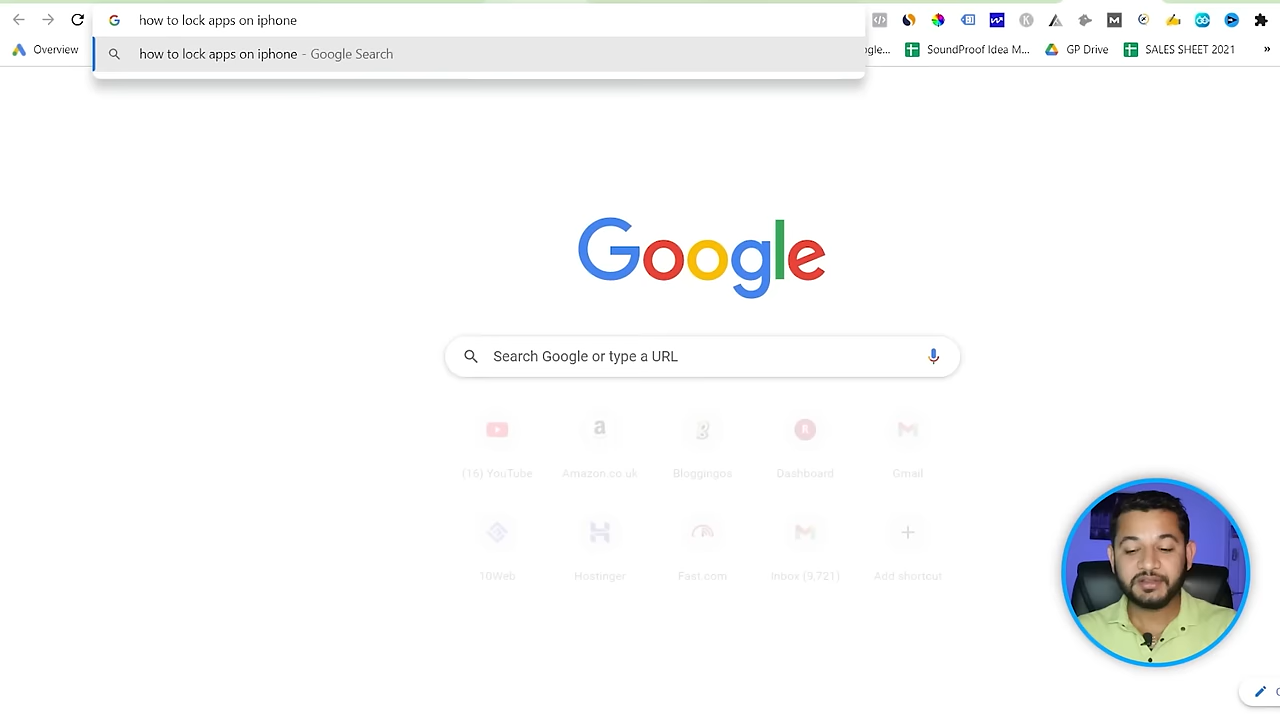 how to lock apps on iphone
Overview
how to lock apps on iphone - Google Search
gle...
SoundProof Idea M...
GP Drive
SALES SHEET 2021
»
Google
Search Google or type a URL
(16) YouTube
Amazon.co.uk
Bloggingos
Dashboard
Gmail
10Web
Hostinger
Fast.com
Inbox (9,721)
Add shortcut